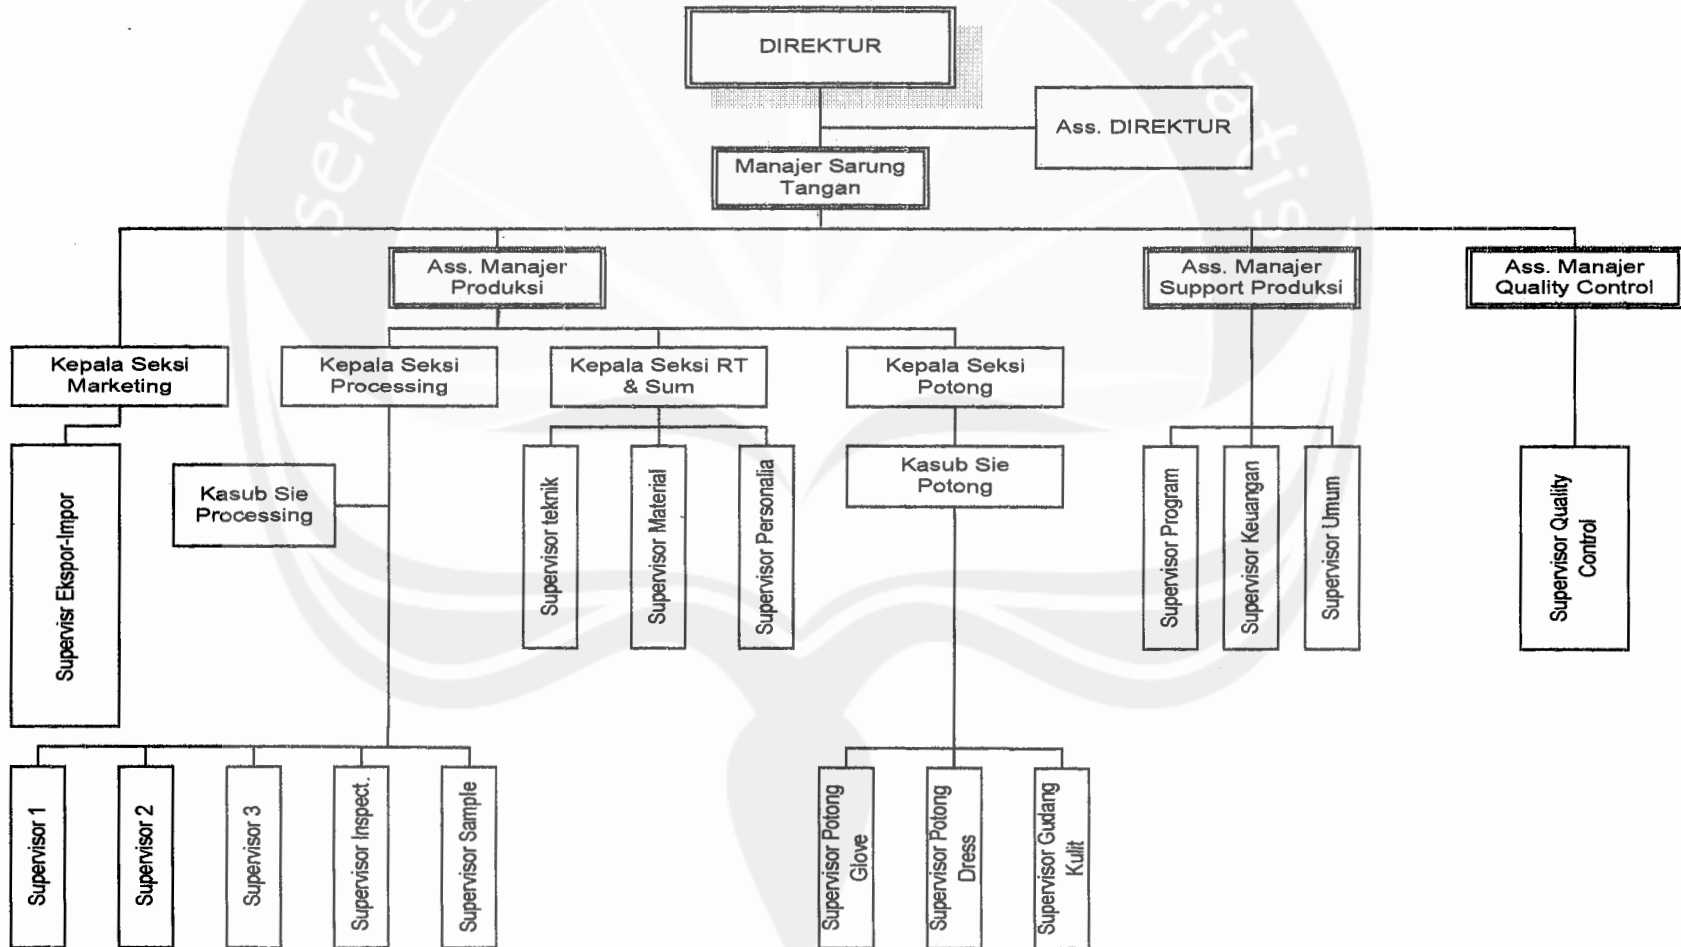 DIREKTUR
Ass. DIREKTUR
Manajer Sarung
Tangan
Ass. Manajer
Produksi
Ass. Manajer
Support Produksi
Ass. Manajer
Quality Control
Kepala Seksi
Marketing
Kepala Seksi
Processing
Kepala Seksi RT
& Sum
Kepala Seksi
Potong
Supervisr Ekspor-Impor
Kasub Sie
Processing
Supervisor teknik
Supervisor Material
Supervisor Personalia
Kasub Sie
Potong
Supervisor Program
Supervisor Keuangan
Supervisor Umum
Supervisor Quality
Control
Supervisor 1
Supervisor 2
Supervisor 3
Supervisor Inspect.
Supervisor Sample
Supervisor Potong
Glove
Supervisor Potong
Dress
Supervisor Gudang
Kulit